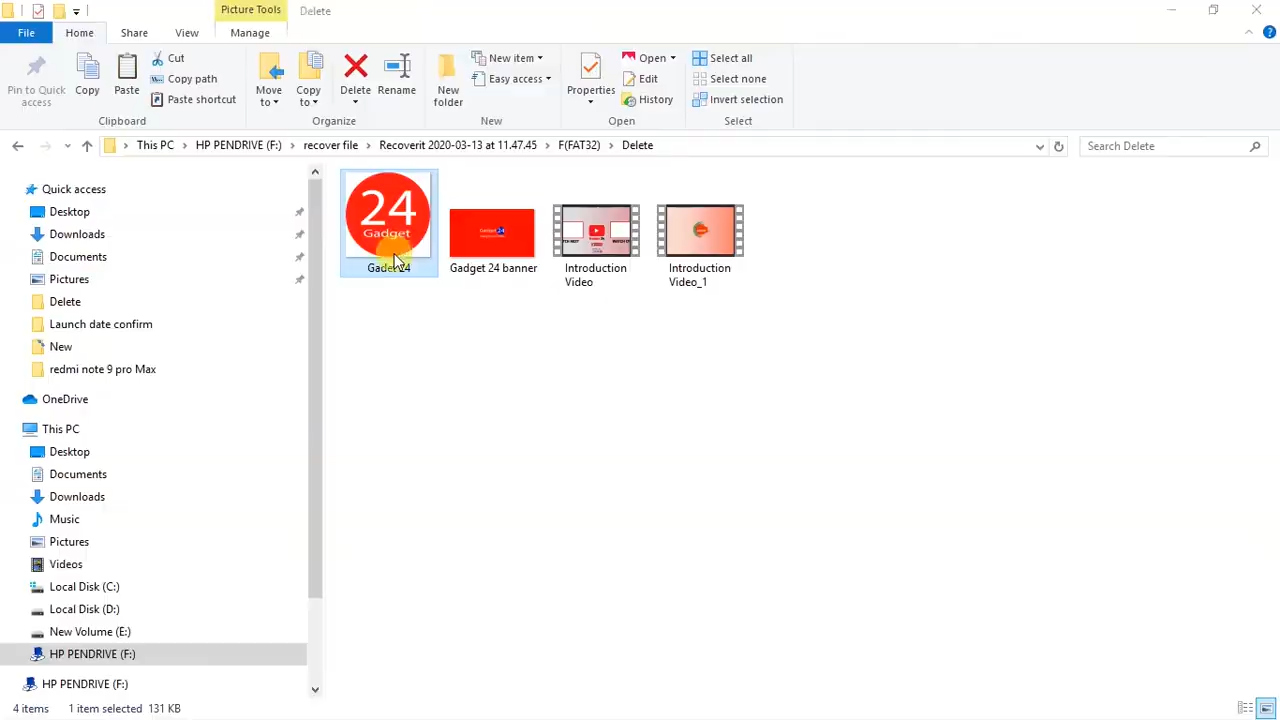 Picture Tools
Delete
File
Home
Share
View
Manage
Pin to Quick
access
Copy
Paste
Cut
Copy path
Paste shortcut
Clipboard
Move
to
Copy
to
Delete
Rename
Organize
New
folder
New item
Easy access
New
Properties
Open
Edit
History
Open
Select all
Select none
Invert selection
Select
This PC
HP PENDRIVE (F:)
recover file
Recoverit 2020-03-13 at 11.47.45
F(FAT32)
Delete
Search Delete
Quick access
Desktop
Downloads
Documents
Pictures
Delete
Launch date confirm
New
redmi note 9 pro Max
OneDrive
This PC
Desktop
Documents
Downloads
Music
Pictures
Videos
Local Disk (C:)
Local Disk (D:)
New Volume (E:)
HP PENDRIVE (F:)
HP PENDRIVE (F:)
24
Gadget
Gadget 24
Gadget 24 banner
Introduction
Video
Introduction
Video_1
4 items
1 item selected 131 KB